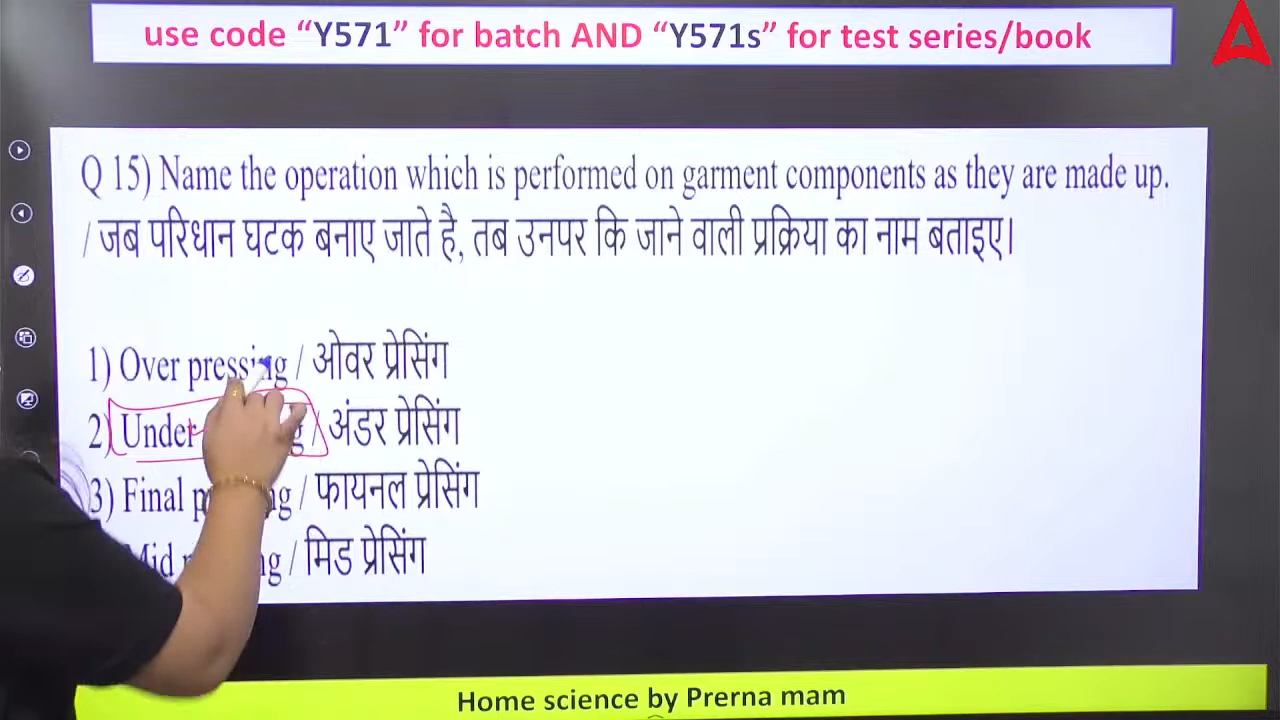 use code “Y571” for batch AND “Y571s” for test series/book
Q 15) Name the operation which is performed on garment components as they are made up.
/ जब परिधान घटक बनाए जाते है, तब उनपर कि जाने वाली प्रक्रिया का नाम बताइए।
1) Over pressing / ओवर प्रेसिंग
2) Under / अंडर प्रेसिंग
3) Final / फायनल प्रेसिंग
Mid / मिड प्रेसिंग
Home science by Prerna mam